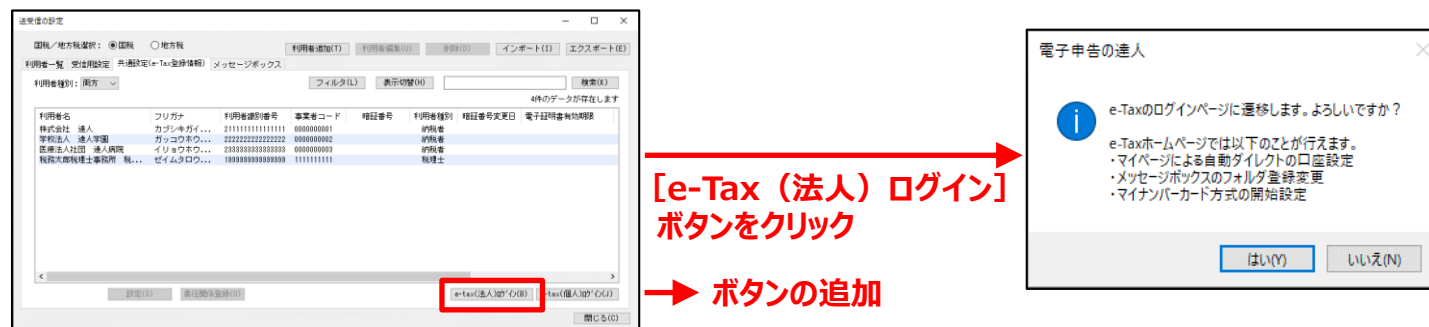 送受信の設定
国税/地方税選択: ◉国税 ○地方税
利用者追加(T) 利用者編集(U) 削除(D) インポート(I) エクスポート(E)
利用者一覧 受信用設定 共通設定(e-Tax登録情報) メッセージボックス
利用者種別: 両方 フィルタ(L) 表示切替(H) 検索(K)
4件のデータが存在します
利用者名 フリガナ 利用者識別番号 事業者コード 暗証番号 利用者種別 暗証番号変更日 電子証明書有効期限
株式会社 達人 カブシキガイ... 2111111111111111 0000000001 納税者
学校法人 達人学園 ガッコウホウ... 2222222222222222 0000000002 納税者
医療法人社団 達人病院 イリョウホウ... 2333333333333333 0000000003 納税者
税務太郎税理士事務所 税... ゼイムタロウ... 1999999999999999 1111111111 税理士
委任関係登録(O) e-tax(法人)ログイン(B) e-tax(個人)ログイン(J)
閉じる(C)
[e-Tax(法人)ログイン]
ボタンをクリック
ボタンの追加
電子申告の達人
e-Taxのログインページに遷移します。よろしいですか?
e-Taxホームページでは以下のことが行えます。
・マイページによる自動ダイレクトの口座設定
・メッセージボックスのフォルダ登録変更
・マイナンバーカード方式の開始設定
はい(Y) いいえ(N)